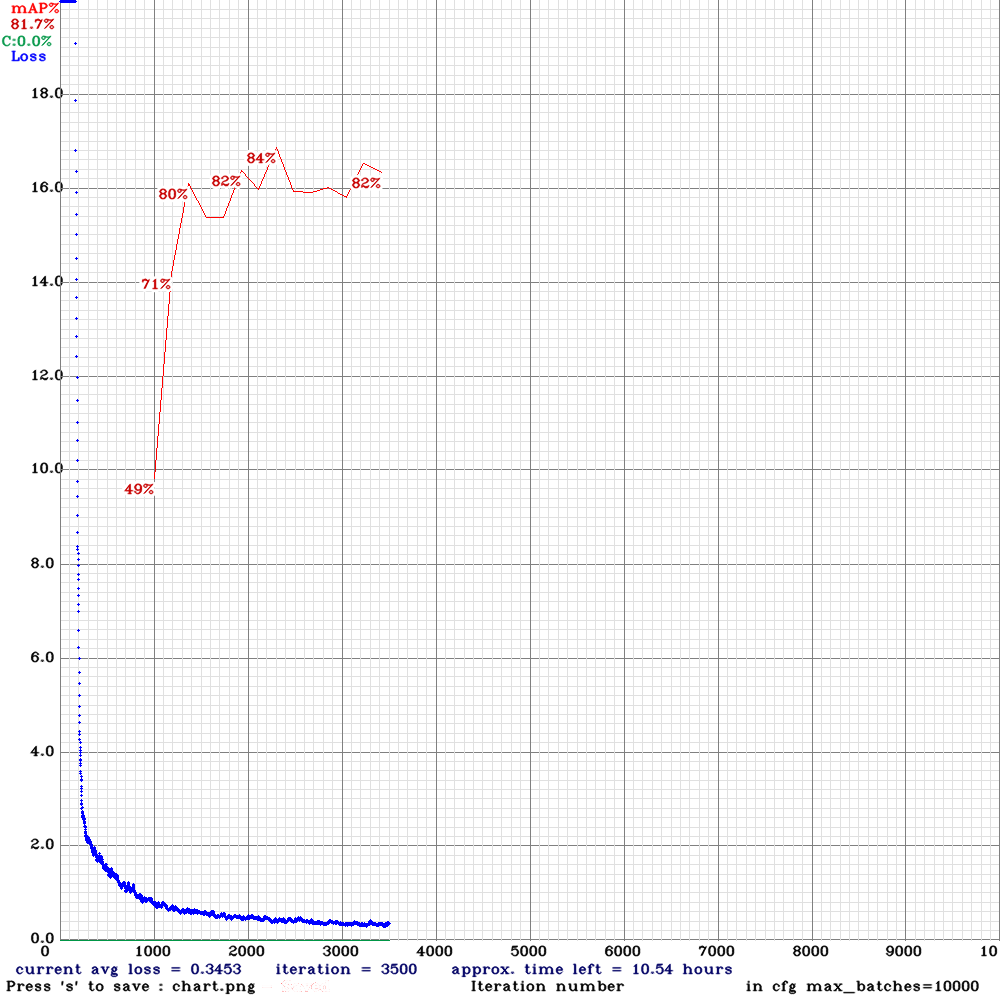 mAP%
81.7%
C:0.0%
Loss
18.0
84%
82%
82%
80%
16.0
71%
14.0
12.0
49%
10.0
8.0
6.0
4.0
2.0
0.0
0 1000 2000 3000 4000 5000 6000 7000 8000 9000 10
current avg loss = 0.3453 iteration = 3500 approx. time left = 10.54 hours
Press 's' to save : chart.png Iteration number in cfg max_batches=10000